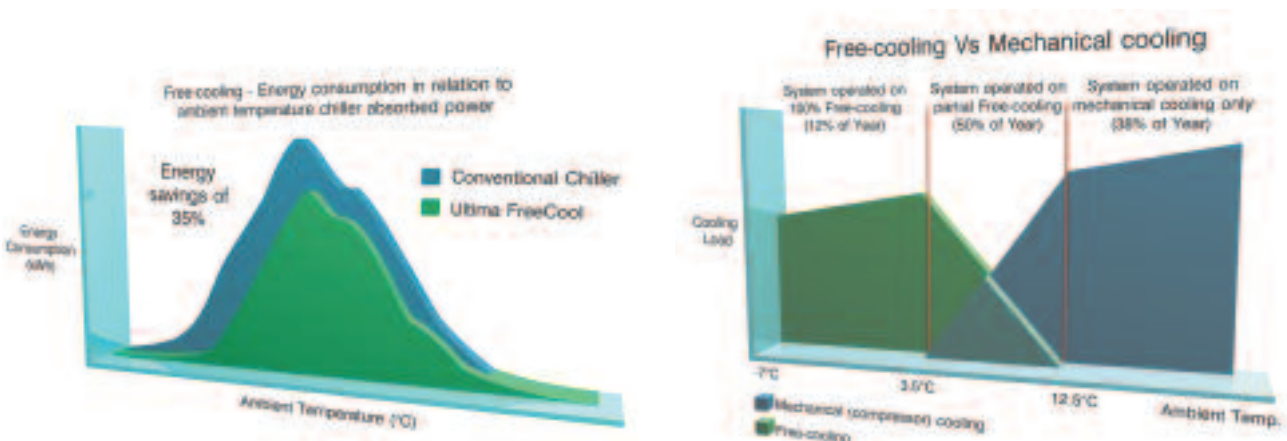 Free-cooling - Energy consumption in relation to
ambient temperature chiller absorbed power
Energy
savings of
35%
Conventional Chiller
Ultima FreeCool
Energy
Consumption
(kWh)
Ambient Temperature (°C)
Free-cooling Vs Mechanical cooling
System operated on
100% Free-cooling
(12% of Year)
System operated on
partial Free-cooling
(50% of Year)
System operated on
mechanical cooling only
(38% of Year)
Cooling
Load
-7°C
3.5°C
12.5°C
Ambient Temp.
Mechanical (compressor) cooling
Free-cooling